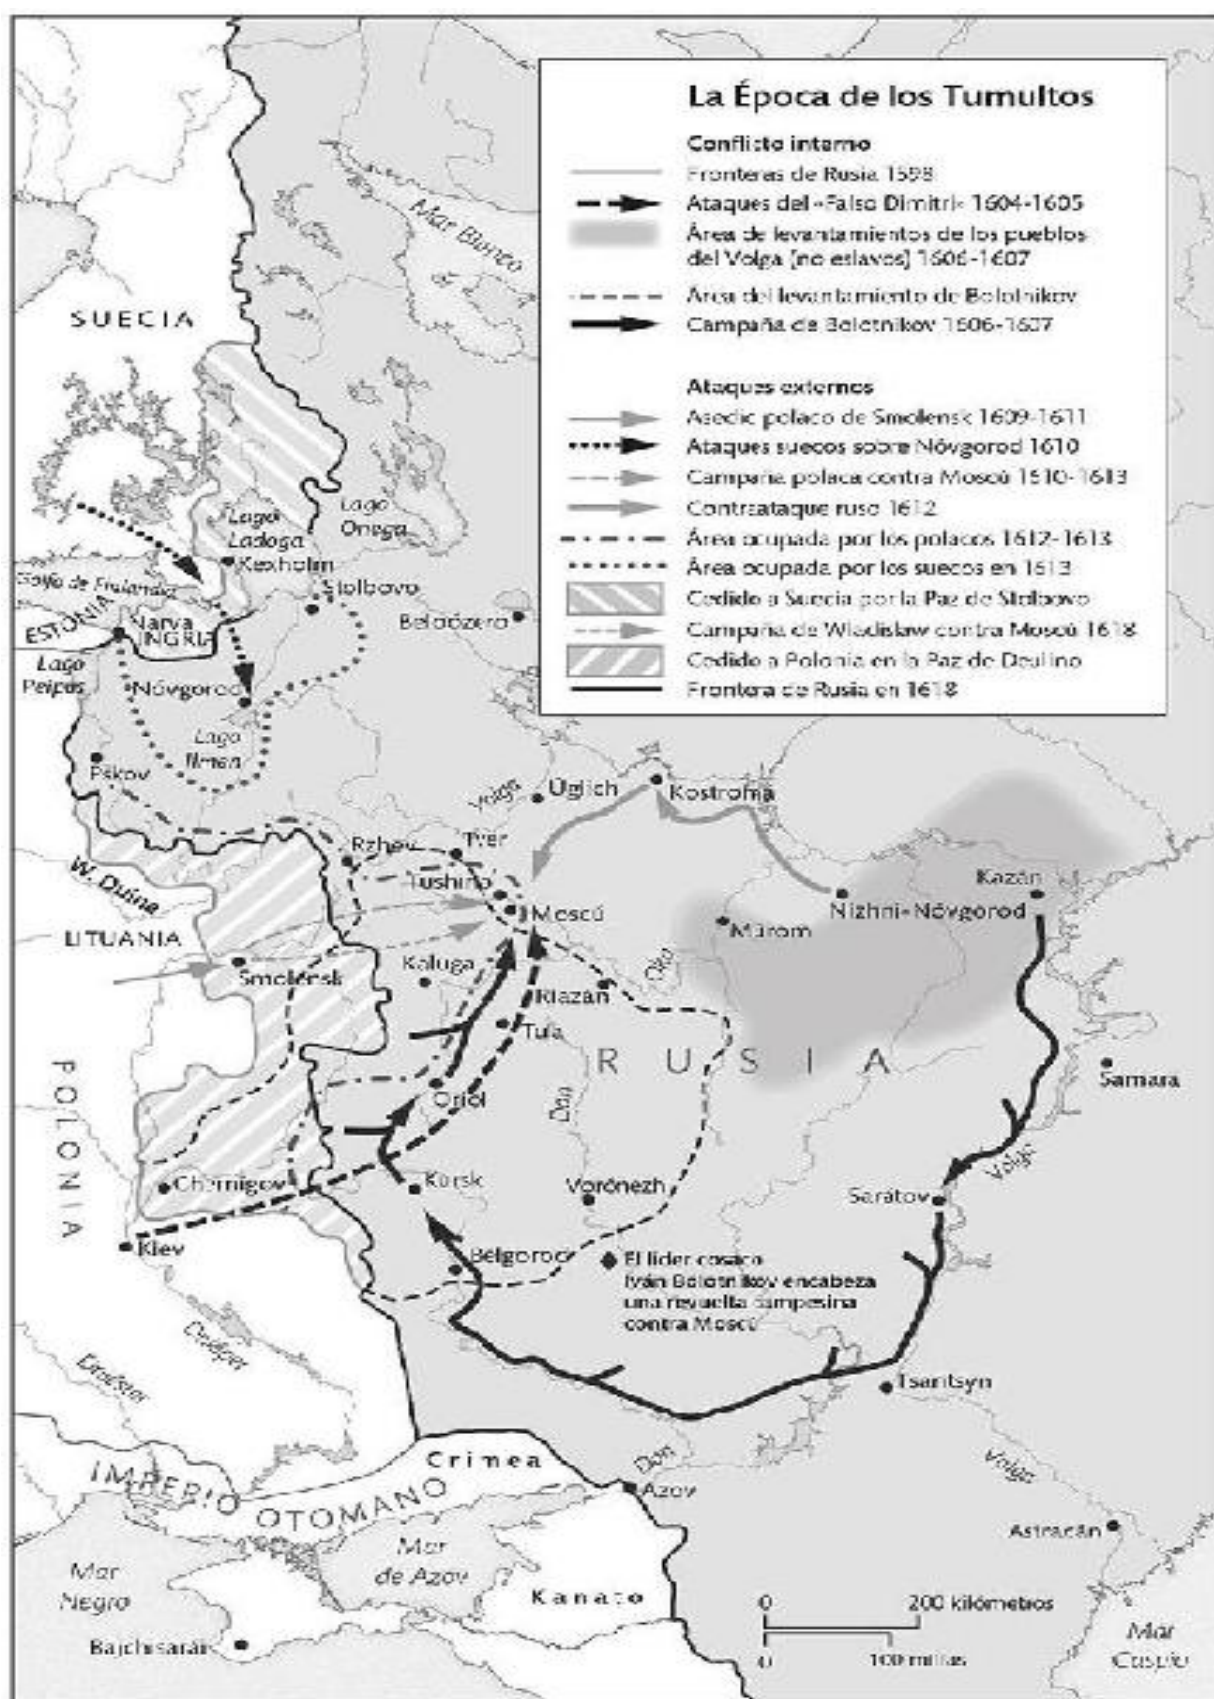 La Época de los Tumultos
Conflicto interno
Fronteras de Rusia 1598
Ataques del «Falso Dimitri» 1604-1605
Área de levantamientos de los pueblos
del Volga (no eslavos) 1606-1607
Área del levantamiento de Bolotnikov
Campaña de Bolotnikov 1606-1607
Ataques externos
Asedio polaco de Smolensk 1609-1611
Ataques suecos sobre Nóvgorod 1610
Campaña polaca contra Moscú 1610-1613
Contraataque ruso 1612
Área ocupada por los polacos 1612-1613
Área ocupada por los suecos en 1613
Cedido a Suecia por la Paz de Stolbovo
Campaña de Wladislaw contra Moscú 1618
Cedido a Polonia en la Paz de Deulino
Frontera de Rusia en 1618
Mar Blanco
SUECIA
Lago
Onega
Lago
Ladoga
Kexholm
Golfo de Finlandia
Stolbovo
ESTONIA
Narva
INGRIA
Belóózero
Lago
Peipus
Nóvgorod
Lago
Ilmen
Pskov
Volga
Úglich
Kostroma
Rzhev
Tver
W. Duina
Tushino
Moscú
Kazán
Nizhni-Nóvgorod
Múrom
LITUANIA
Smolensk
Kaluga
Oka
Riazán
Tula
RUSIA
Samara
POLONIA
Oriol
Don
Chernígov
Kursk
Vorónezh
Volga
Sarátov
Kiev
Belgorod
El líder cosaco
Iván Bolotnikov encabeza
una revuelta campesina
contra Moscú
Dniéper
Dniéster
Tsaritsyn
Crimea
Don
Volga
IMPERIO OTOMANO
Azov
Astracán
Mar
de Azov
Mar
Negro
Kanato
0 200 kilómetros
0 100 millas
Mar
Caspio
Bajchisarái